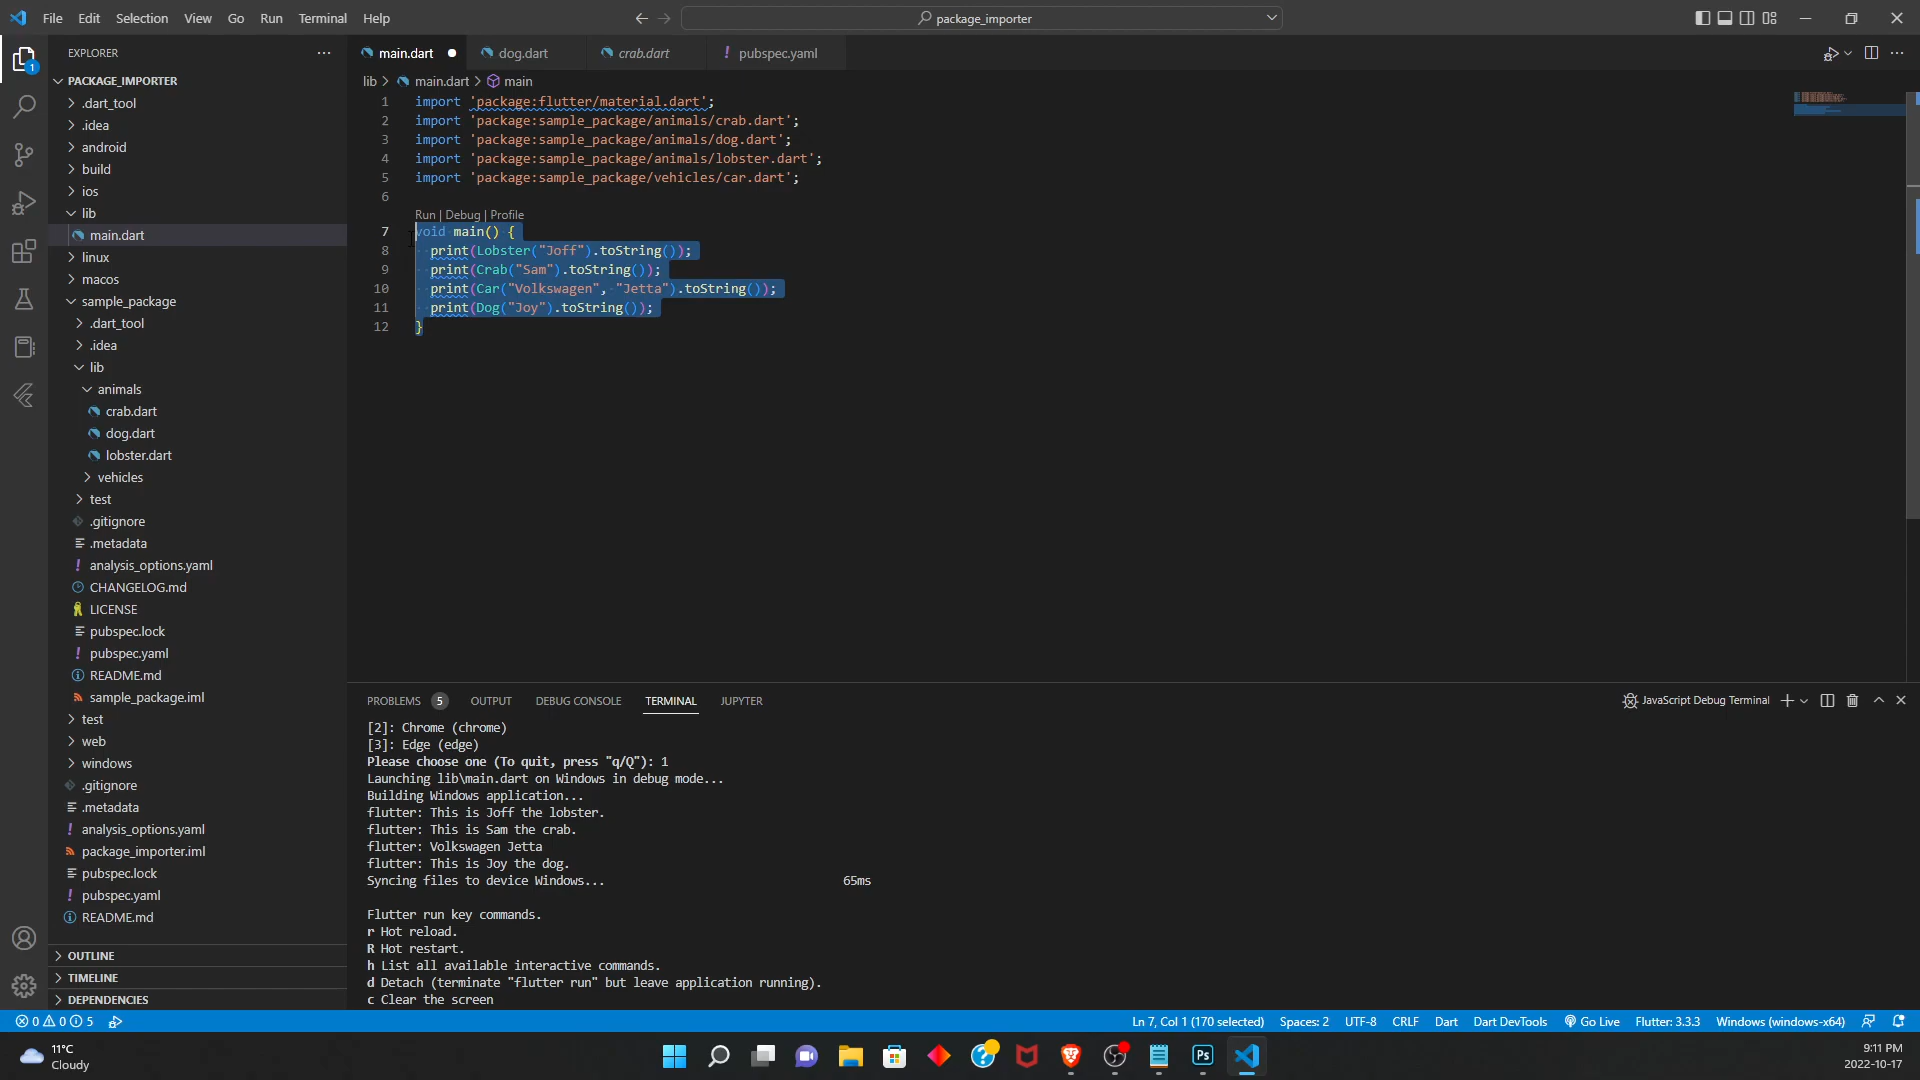 File Edit Selection View Go Run Terminal Help
package_importer
EXPLORER
PACKAGE_IMPORTER
.dart_tool
.idea
android
build
ios
lib
main.dart
linux
macos
sample_package
.dart_tool
.idea
lib
animals
crab.dart
dog.dart
lobster.dart
vehicles
test
.gitignore
.metadata
analysis_options.yaml
CHANGELOG.md
LICENSE
pubspec.lock
pubspec.yaml
README.md
sample_package.iml
test
web
windows
.gitignore
.metadata
analysis_options.yaml
package_importer.iml
pubspec.lock
pubspec.yaml
README.md
OUTLINE
TIMELINE
DEPENDENCIES
1
main.dart dog.dart crab.dart ! pubspec.yaml
lib > main.dart > main
1 import 'package:flutter/material.dart';
2 import 'package:sample_package/animals/crab.dart';
3 import 'package:sample_package/animals/dog.dart';
4 import 'package:sample_package/animals/lobster.dart';
5 import 'package:sample_package/vehicles/car.dart';
6
Run | Debug | Profile
7 void main() {
8 print(Lobster("Joff").toString());
9 print(Crab("Sam").toString());
10 print(Car("Volkswagen", "Jetta").toString());
11 print(Dog("Joy").toString());
12 }
PROBLEMS 5 OUTPUT DEBUG CONSOLE TERMINAL JUPYTER
JavaScript Debug Terminal
[2]: Chrome (chrome)
[3]: Edge (edge)
Please choose one (To quit, press "q/Q"): 1
Launching lib\main.dart on Windows in debug mode...
Building Windows application...
flutter: This is Joff the lobster.
flutter: This is Sam the crab.
flutter: Volkswagen Jetta
flutter: This is Joy the dog.
Syncing files to device Windows... 65ms
Flutter run key commands.
r Hot reload.
R Hot restart.
h List all available interactive commands.
d Detach (terminate "flutter run" but leave application running).
c Clear the screen
0 0 5
Ln 7, Col 1 (170 selected) Spaces: 2 UTF-8 CRLF Dart Dart DevTools Go Live Flutter: 3.3.3 Windows (windows-x64)
11°C
Cloudy
Ps
9:11 PM
2022-10-17